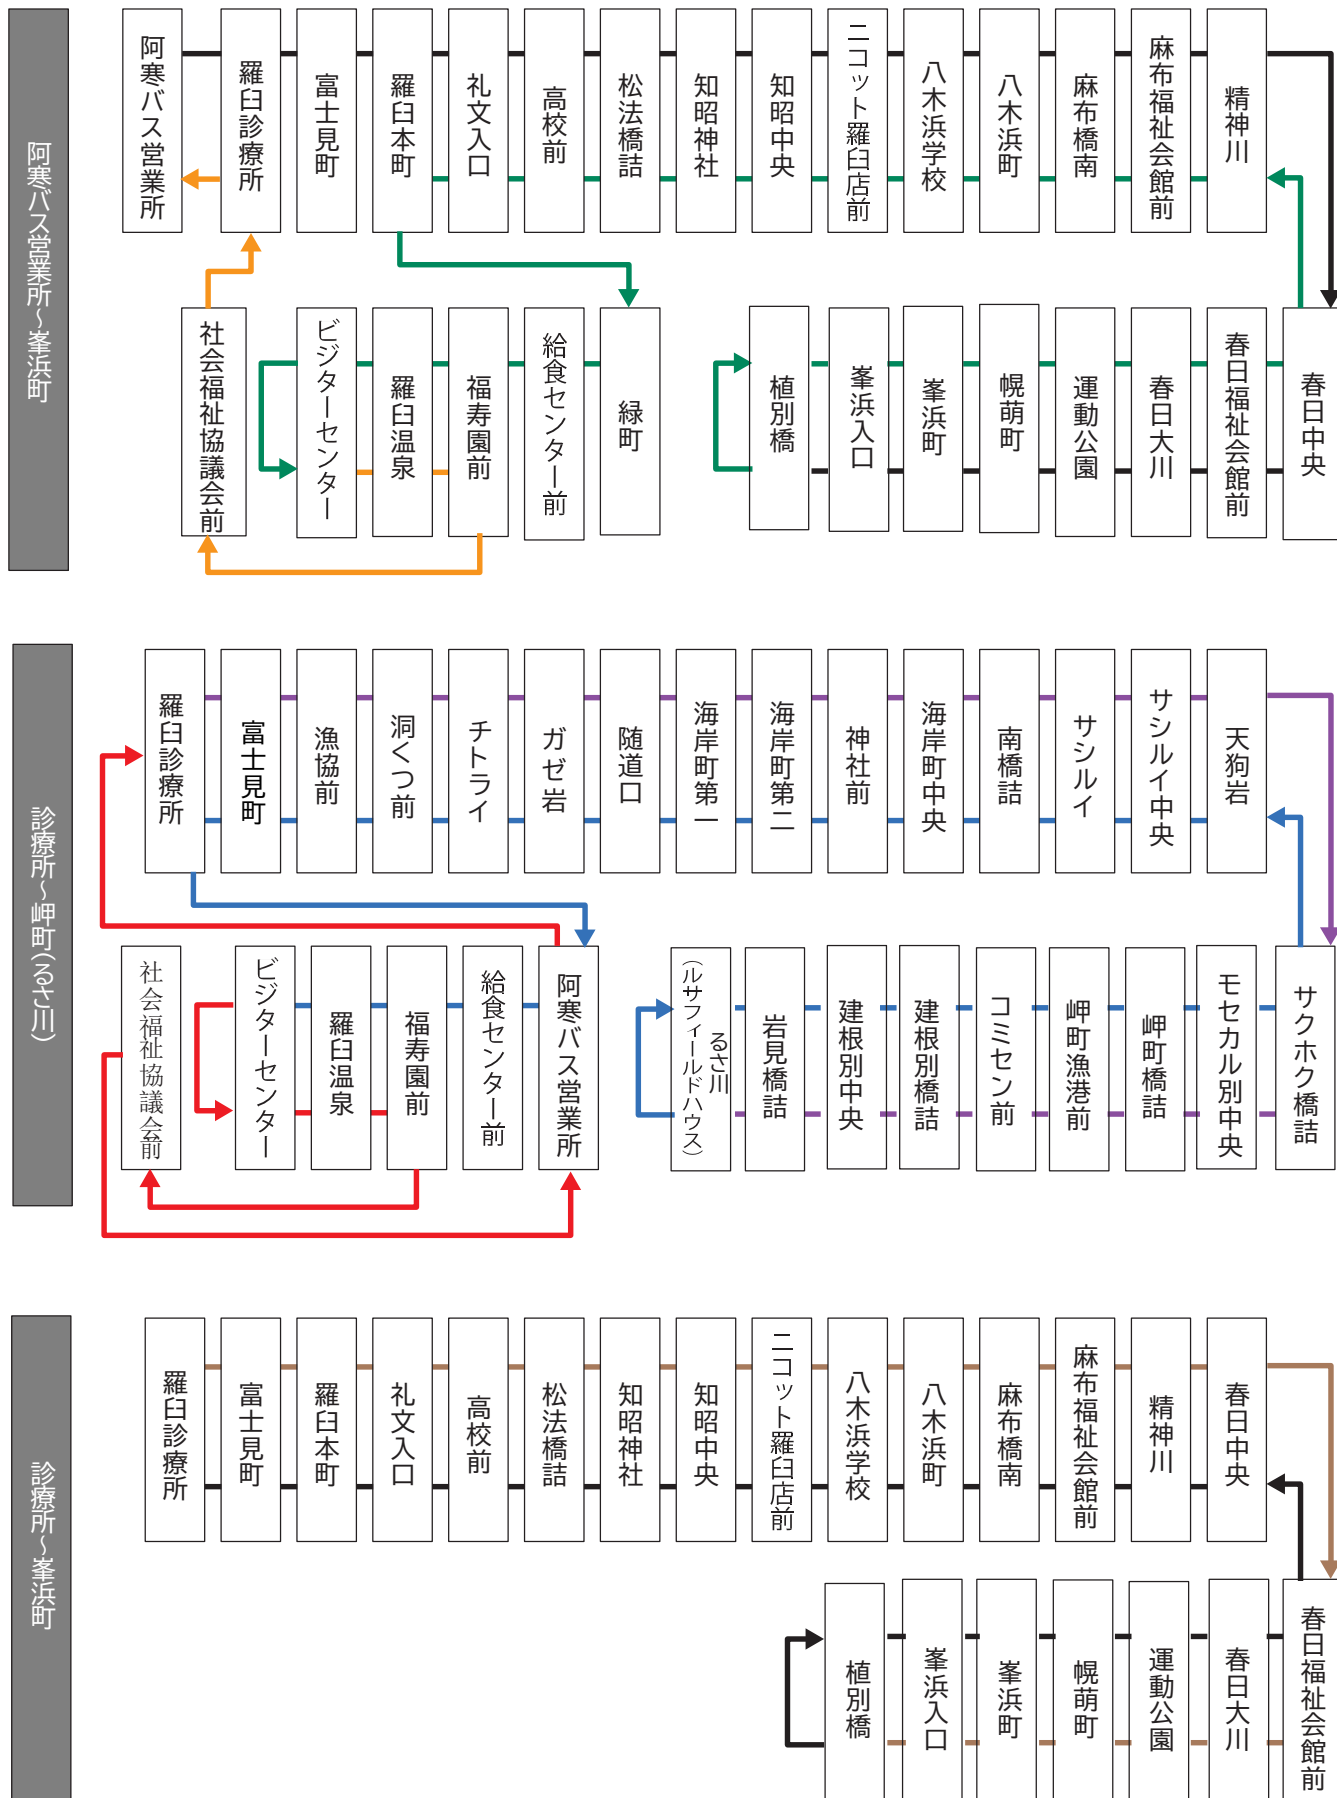 阿寒バス営業所～峯浜町
阿寒バス営業所
羅臼診療所
富士見町
羅臼本町
礼文入口
高校前
松法橋詰
知昭神社
知昭中央
ニコット羅臼店前
八木浜学校
八木浜町
麻布橋南
麻布福祉会館前
精神川
社会福祉協議会前
ビジターセンター
羅臼温泉
福寿園前
給食センター前
緑町
植別橋
峯浜入口
峯浜町
幌萌町
運動公園
春日大川
春日福祉会館前
春日中央
診療所～岬町（るさ川）
羅臼診療所
富士見町
漁協前
洞くつ前
チトライ
ガゼ岩
随道口
海岸町第一
海岸町第二
神社前
海岸町中央
南橋詰
サシルイ
サシルイ中央
天狗岩
社会福祉協議会前
ビジターセンター
羅臼温泉
福寿園前
給食センター前
阿寒バス営業所
るさ川
（ルサフィールドハウス）
岩見橋詰
建根別中央
建根別橋詰
コミセン前
岬町漁港前
岬町橋詰
モセカル別中央
サクホク橋詰
診療所～峯浜町
羅臼診療所
富士見町
羅臼本町
礼文入口
高校前
松法橋詰
知昭神社
知昭中央
ニコット羅臼店前
八木浜学校
八木浜町
麻布橋南
麻布福祉会館前
精神川
春日中央
植別橋
峯浜入口
峯浜町
幌萌町
運動公園
春日大川
春日福祉会館前